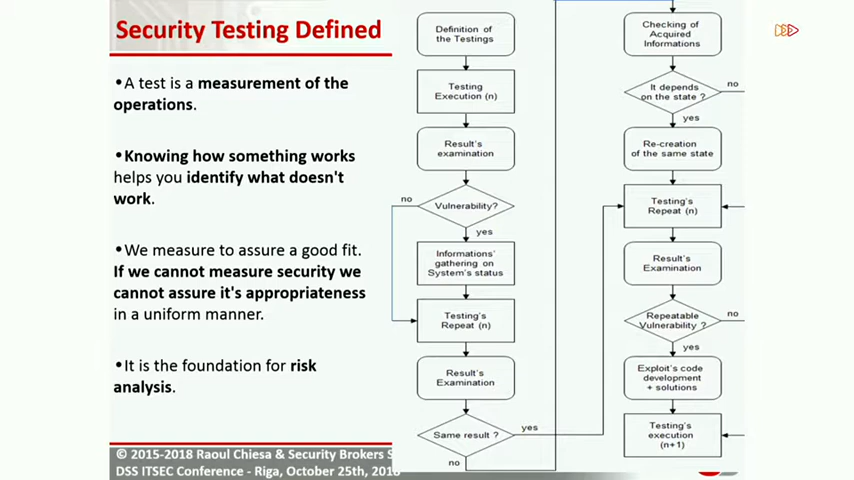 Security Testing Defined
•A test is a measurement of the
operations.
•Knowing how something works
helps you identify what doesn't
work.
•We measure to assure a good fit.
If we cannot measure security we
cannot assure it's appropriateness
in a uniform manner.
•It is the foundation for risk
analysis.
© 2015-2018 Raoul Chiesa & Security Brokers S
DSS ITSEC Conference - Riga, October 25th, 2018
Definition of
the Testings
Testing
Execution (n)
Result's
examination
no
Vulnerability?
yes
Informations'
gathering on
System's status
Testing's
Repeat (n)
Result's
Examination
Same result ?
yes
no
Checking of
Acquired
Informations
It depends
on the state ?
no
yes
Re-creation
of the same state
Testing's
Repeat (n)
Result's
Examination
Repeatable
Vulnerability ?
no
yes
Exploit's code
development
+ solutions
Testing's
execution
(n+1)